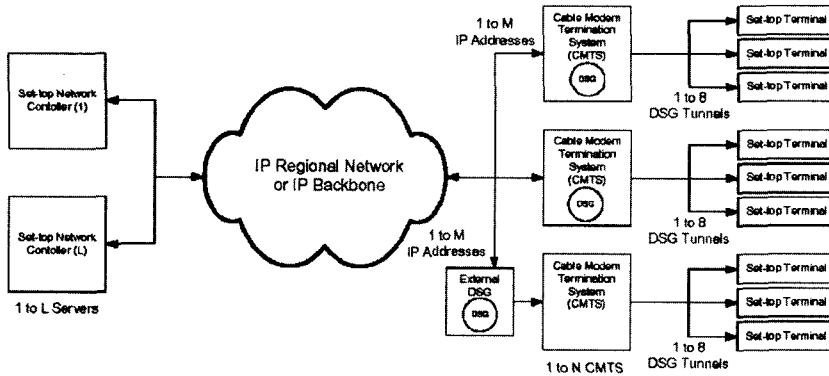 Set-top Network
Contoller (1)
Set-top Network
Contoller (L)
1 to L Servers
IP Regional Network
or IP Backbone
1 to M
IP Addresses
1 to M
IP Addresses
Cable Modem
Termination
System
(CMTS)
DSG
1 to 8
DSG Tunnels
Set-top Terminal
Set-top Terminal
Set-top Terminal
Cable Modem
Termination
System
(CMTS)
DSG
1 to 8
DSG Tunnels
Set-top Terminal
Set-top Terminal
Set-top Terminal
External
DSG
DSG
Cable Modem
Termination
System
(CMTS)
1 to N CMTS
1 to 8
DSG Tunnels
Set-top Terminal
Set-top Terminal
Set-top Terminal